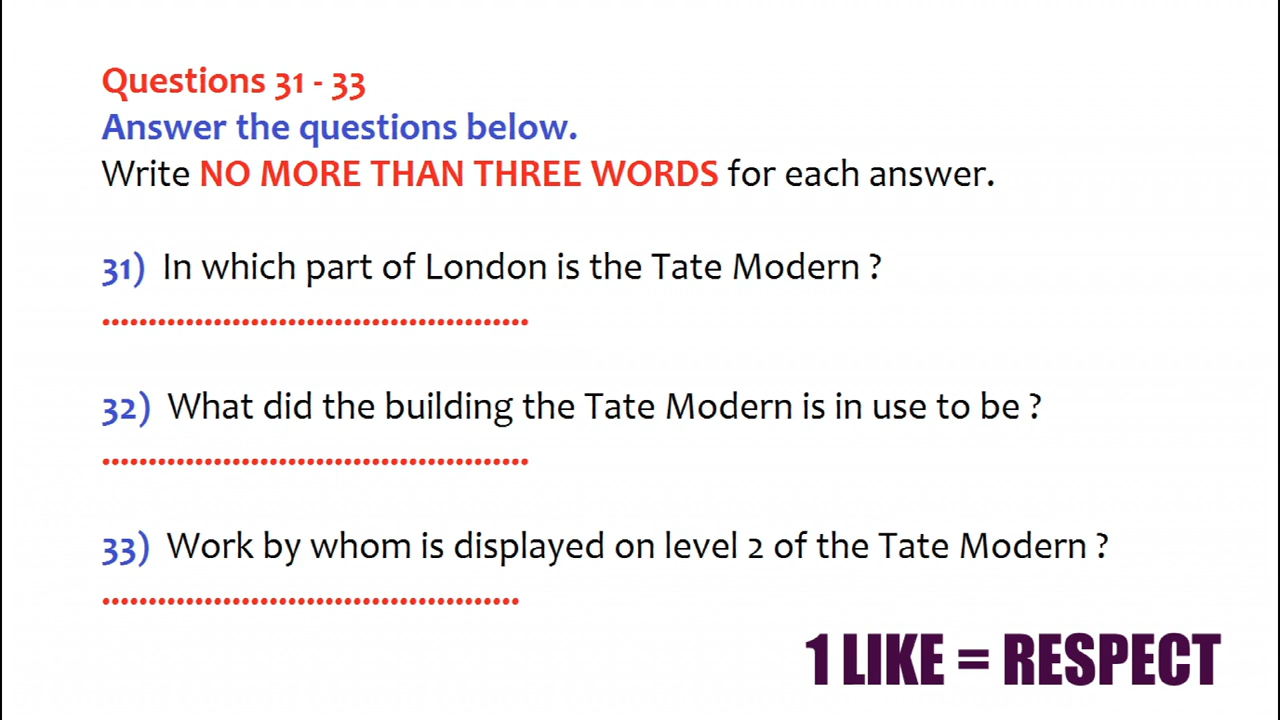 Questions 31 - 33
Answer the questions below.
Write NO MORE THAN THREE WORDS for each answer.
31) In which part of London is the Tate Modern ?
..............................................
32) What did the building the Tate Modern is in use to be ?
..............................................
33) Work by whom is displayed on level 2 of the Tate Modern ?
.............................................
1 LIKE = RESPECT